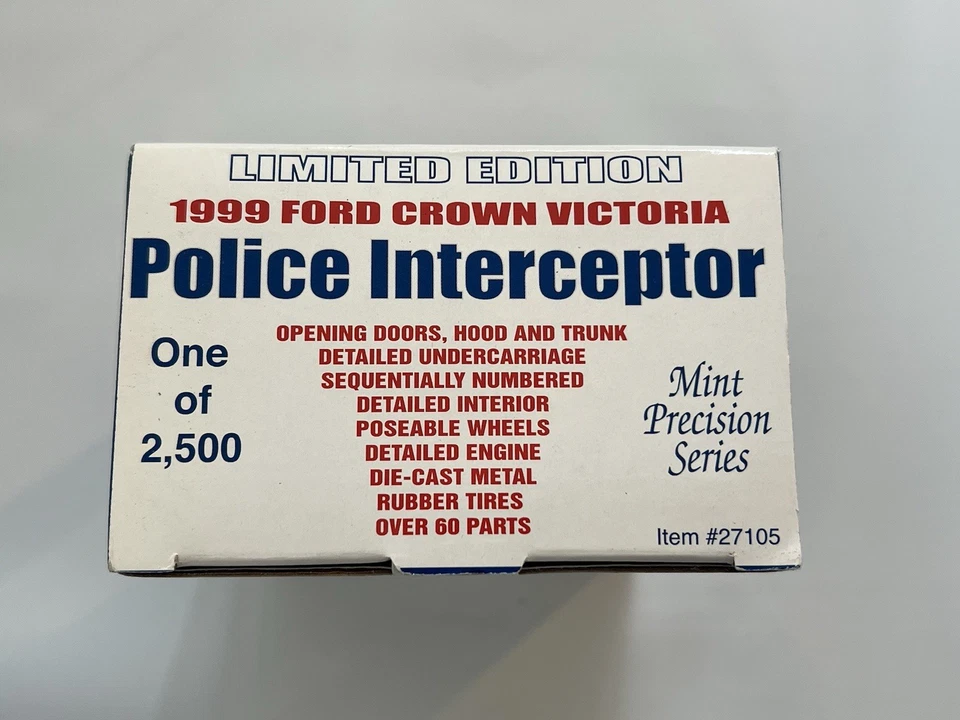 LIMITED EDITION
1999 FORD CROWN VICTORIA
Police Interceptor
One
of
2,500
OPENING DOORS, HOOD AND TRUNK
DETAILED UNDERCARRIAGE
SEQUENTIALLY NUMBERED
DETAILED INTERIOR
POSEABLE WHEELS
DETAILED ENGINE
DIE-CAST METAL
RUBBER TIRES
OVER 60 PARTS
Mint
Precision
Series
Item #27105